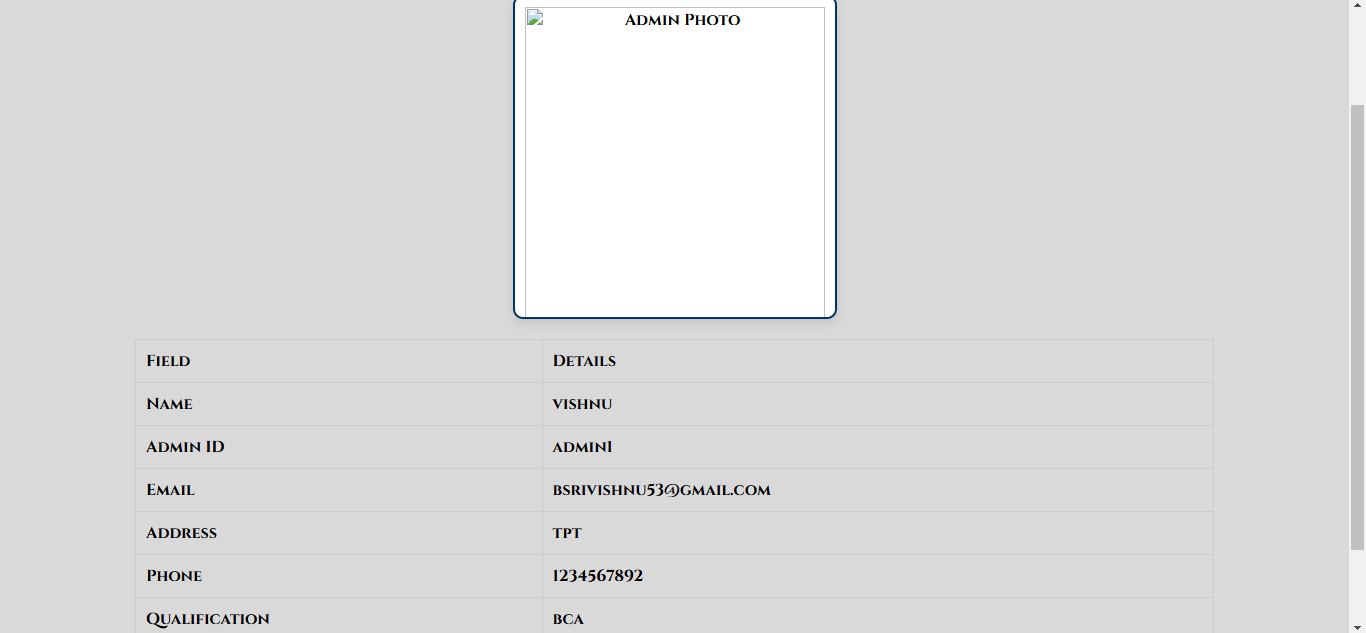 Admin Photo
Field Details
Name vishnu
Admin ID admin1
Email bsrivishnu53@gmail.com
Address tpt
Phone 1234567892
Qualification bca